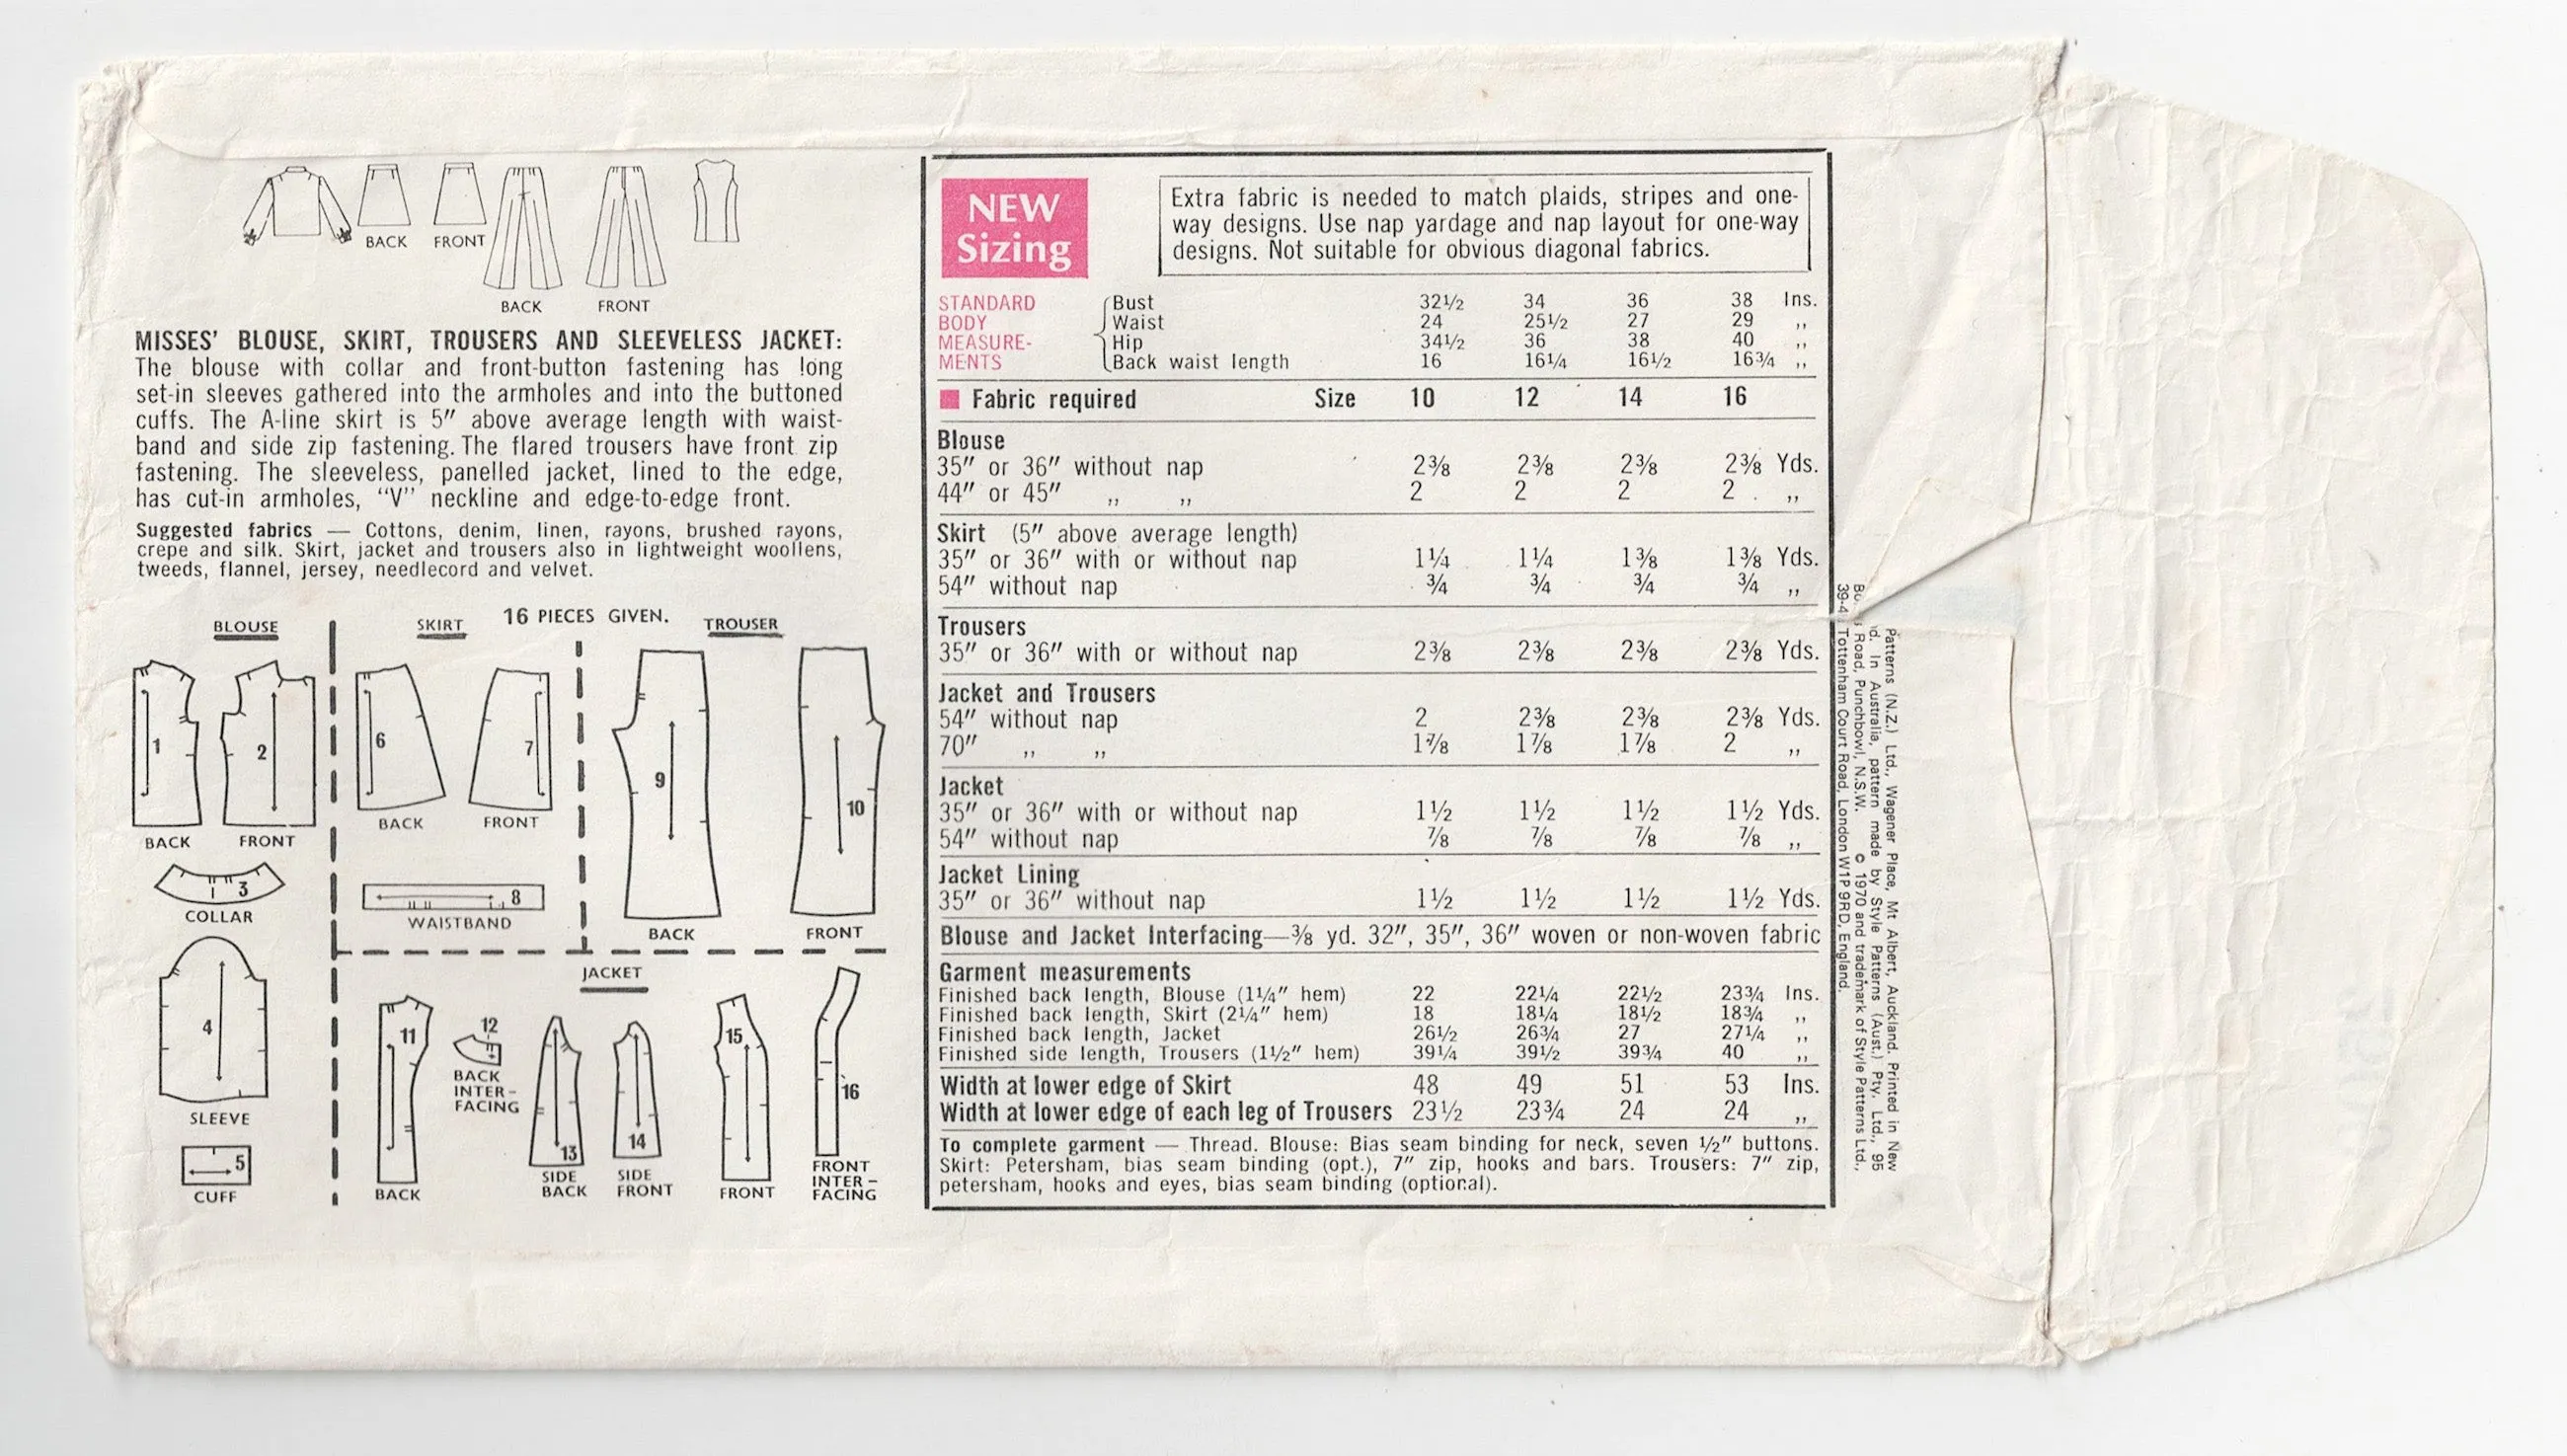 BACK
FRONT
BACK
FRONT
MISSES' BLOUSE, SKIRT, TROUSERS AND SLEEVELESS JACKET:
The blouse with collar and front-button fastening has long
set-in sleeves gathered into the armholes and into the buttoned
cuffs. The A-line skirt is 5" above average length with waist-
band and side zip fastening. The flared trousers have front zip
fastening. The sleeveless, panelled jacket, lined to the edge,
has cut-in armholes, "V" neckline and edge-to-edge front.
Suggested fabrics — Cottons, denim, linen, rayons, brushed rayons,
crepe and silk. Skirt, jacket and trousers also in lightweight woollens,
tweeds, flannel, jersey, needlecord and velvet.
16 PIECES GIVEN.
BLOUSE
1
BACK
2
FRONT
3
COLLAR
4
SLEEVE
5
CUFF
SKIRT
6
BACK
7
FRONT
8
WAISTBAND
TROUSER
9
BACK
10
FRONT
JACKET
11
BACK
12
BACK
INTER-
FACING
13
SIDE
BACK
14
SIDE
FRONT
15
FRONT
16
FRONT
INTER-
FACING
NEW
Sizing
Extra fabric is needed to match plaids, stripes and one-
way designs. Use nap yardage and nap layout for one-way
designs. Not suitable for obvious diagonal fabrics.
STANDARD BODY MEASURE-MENTS
Bust 32½ 34 36 38 Ins.
Waist 24 25½ 27 29 ,,
Hip 34½ 36 38 40 ,,
Back waist length 16 16¼ 16½ 16¾ ,,
Fabric required Size 10 12 14 16
Blouse
35" or 36" without nap 2⅜ 2⅜ 2⅜ 2⅜ Yds.
44" or 45" ,, ,, 2 2 2 2 ,,
Skirt (5" above average length)
35" or 36" with or without nap 1¼ 1¼ 1⅜ 1⅜ Yds.
54" without nap ¾ ¾ ¾ ¾ ,,
Trousers
35" or 36" with or without nap 2⅜ 2⅜ 2⅜ 2⅜ Yds.
Jacket and Trousers
54" without nap 2 2⅜ 2⅜ 2⅜ Yds.
70" ,, ,, 1⅞ 1⅞ 1⅞ 2 ,,
Jacket
35" or 36" with or without nap 1½ 1½ 1½ 1½ Yds.
54" without nap ⅞ ⅞ ⅞ ⅞ ,,
Jacket Lining
35" or 36" without nap 1½ 1½ 1½ 1½ Yds.
Blouse and Jacket Interfacing—⅜ yd. 32", 35", 36" woven or non-woven fabric
Garment measurements
Finished back length, Blouse (1¼" hem) 22 22¼ 22½ 23¾ Ins.
Finished back length, Skirt (2¼" hem) 18 18¼ 18½ 18¾ ,,
Finished back length, Jacket 26½ 26¾ 27 27¼ ,,
Finished side length, Trousers (1½" hem) 39¼ 39½ 39¾ 40 ,,
Width at lower edge of Skirt 48 49 51 53 Ins.
Width at lower edge of each leg of Trousers 23½ 23¾ 24 24 ,,
To complete garment — Thread. Blouse: Bias seam binding for neck, seven ½" buttons.
Skirt: Petersham, bias seam binding (opt.), 7" zip, hooks and bars. Trousers: 7" zip,
petersham, hooks and eyes, bias seam binding (optional).
Patterns (N.Z.) Ltd., Wagener Place, Mt Albert, Auckland. Printed in New
In Australia, pattern made by Style Patterns (Aust.) Pty. Ltd., 95
Road, Punchbowl, N.S.W. © 1970 and trademark of Style Patterns Ltd.,
39-4 Tottenham Court Road, London W1P 9RD, England.